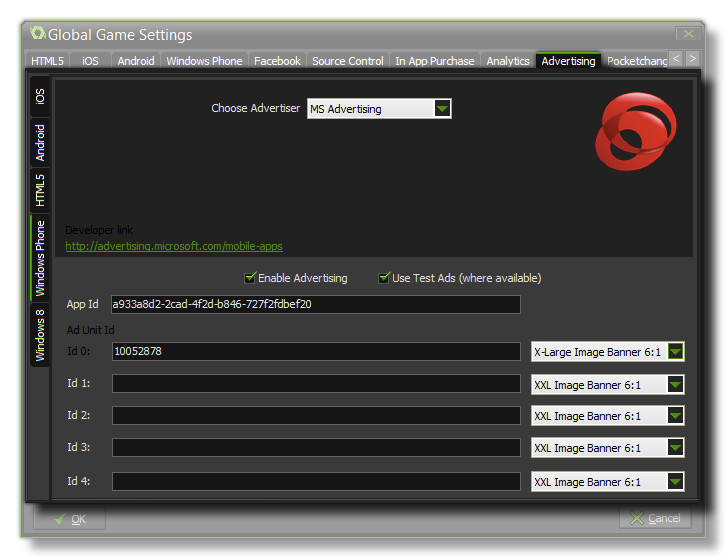 Global Game Settings
HTML5 iOS Android Windows Phone Facebook Source Control In App Purchase Analytics Advertising Pocketchang < >
iOS
Android
HTML5
Windows Phone
Windows 8
Choose Advertiser MS Advertising
Developer link
http://advertising.microsoft.com/mobile-apps
Enable Advertising Use Test Ads (where available)
App Id a933a8d2-2cad-4f2d-b846-727f2fdbef20
Ad Unit Id
Id 0: 10052878 X-Large Image Banner 6:1
Id 1: XXL Image Banner 6:1
Id 2: XXL Image Banner 6:1
Id 3: XXL Image Banner 6:1
Id 4: XXL Image Banner 6:1
OK Cancel